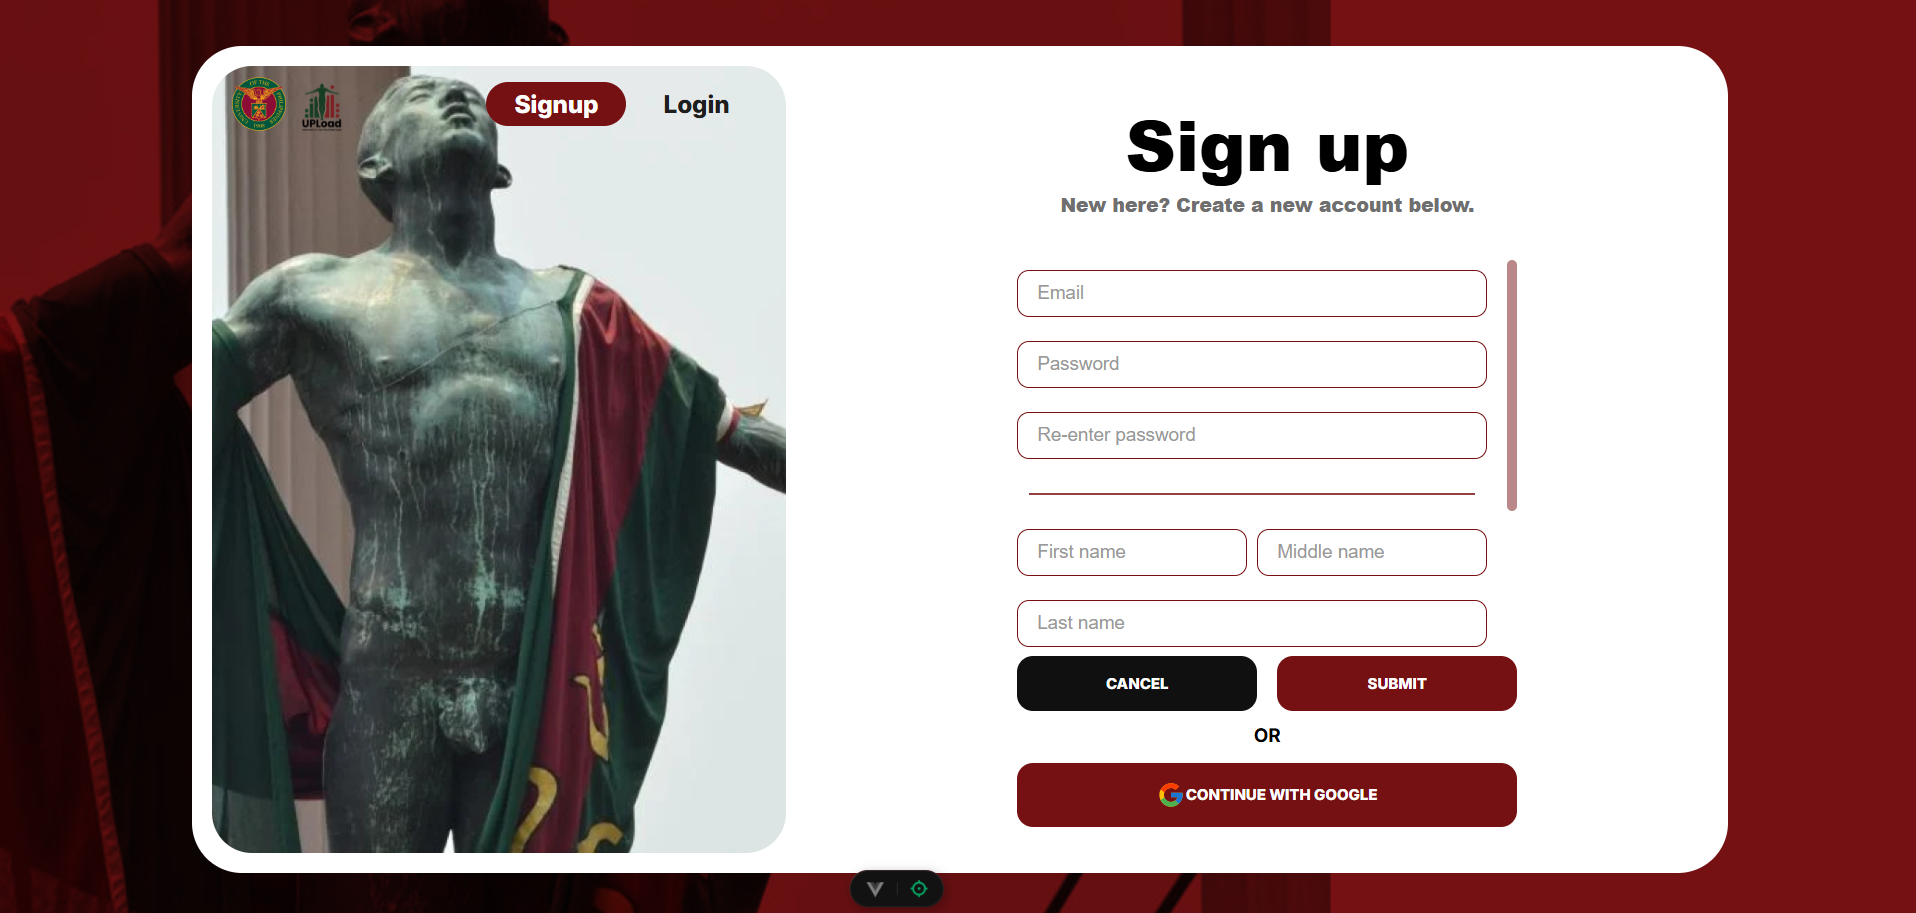 UPLoad
Signup
Login
Sign up
New here? Create a new account below.
Email
Password
Re-enter password
First name
Middle name
Last name
CANCEL
SUBMIT
OR
CONTINUE WITH GOOGLE